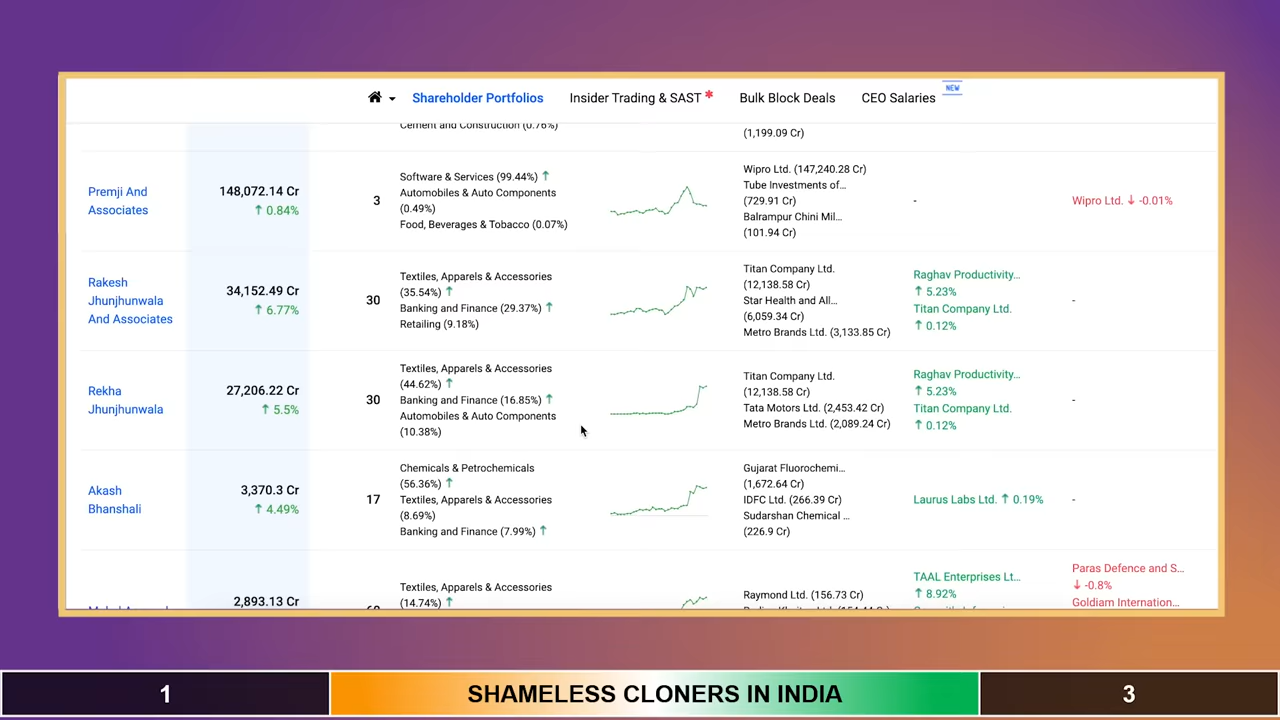 Shareholder Portfolios
Insider Trading & SAST *
Bulk Block Deals
CEO Salaries
NEW
Cement and Construction (0.76%)
(1,199.09 Cr)
Premji And
Associates
148,072.14 Cr
↑ 0.84%
3
Software & Services (99.44%) ↑
Automobiles & Auto Components
(0.49%)
Food, Beverages & Tobacco (0.07%)
Wipro Ltd. (147,240.28 Cr)
Tube Investments of...
(729.91 Cr)
Balrampur Chini Mil...
(101.94 Cr)
-
Wipro Ltd. ↓ -0.01%
Rakesh
Jhunjhunwala
And Associates
34,152.49 Cr
↑ 6.77%
30
Textiles, Apparels & Accessories
(35.54%) ↑
Banking and Finance (29.37%) ↑
Retailing (9.18%)
Titan Company Ltd.
(12,138.58 Cr)
Star Health and All...
(6,059.34 Cr)
Metro Brands Ltd. (3,133.85 Cr)
Raghav Productivity...
↑ 5.23%
Titan Company Ltd.
↑ 0.12%
-
Rekha
Jhunjhunwala
27,206.22 Cr
↑ 5.5%
30
Textiles, Apparels & Accessories
(44.62%) ↑
Banking and Finance (16.85%) ↑
Automobiles & Auto Components
(10.38%)
Titan Company Ltd.
(12,138.58 Cr)
Tata Motors Ltd. (2,453.42 Cr)
Metro Brands Ltd. (2,089.24 Cr)
Raghav Productivity...
↑ 5.23%
Titan Company Ltd.
↑ 0.12%
-
Akash
Bhanshali
3,370.3 Cr
↑ 4.49%
17
Chemicals & Petrochemicals
(56.36%) ↑
Textiles, Apparels & Accessories
(8.69%)
Banking and Finance (7.99%) ↑
Gujarat Fluorochemi...
(1,672.64 Cr)
IDFC Ltd. (266.39 Cr)
Sudarshan Chemical ...
(226.9 Cr)
Laurus Labs Ltd. ↑ 0.19%
-
2,893.13 Cr
Textiles, Apparels & Accessories
(14.74%) ↑
Raymond Ltd. (156.73 Cr)
TAAL Enterprises Lt...
↑ 8.92%
Paras Defence and S...
↓ -0.8%
Goldiam Internation...
1
SHAMELESS CLONERS IN INDIA
3